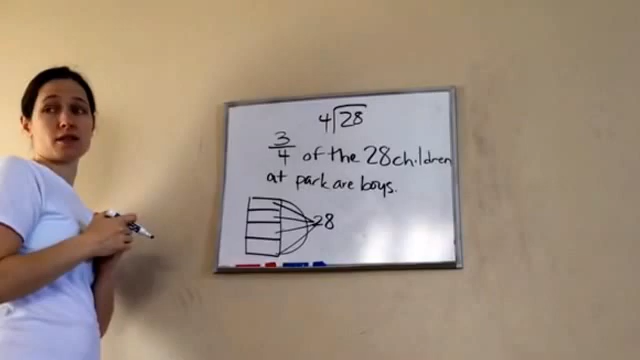 4)28
3/4 of the 28 children
at park are boys.
28